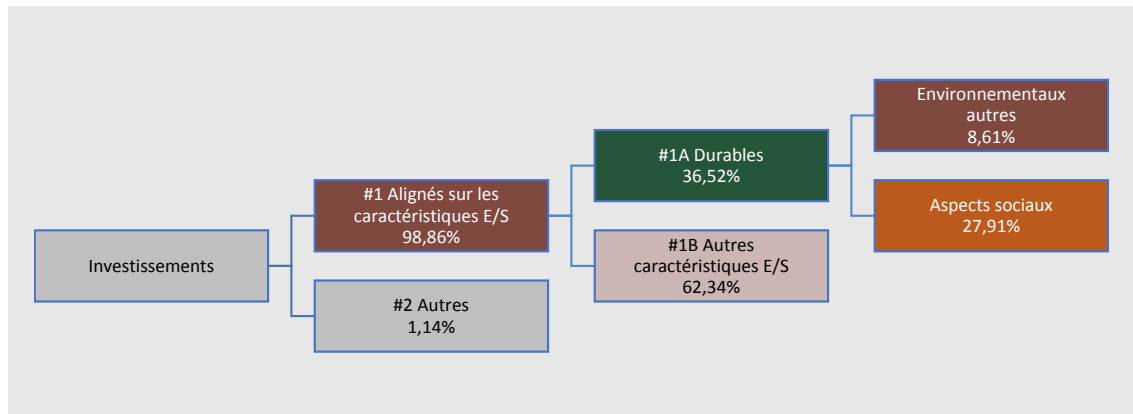 Investissements
#1 Alignés sur les
caractéristiques E/S
98,86%
#2 Autres
1,14%
#1A Durables
36,52%
#1B Autres
caractéristiques E/S
62,34%
Environnementaux
autres
8,61%
Aspects sociaux
27,91%